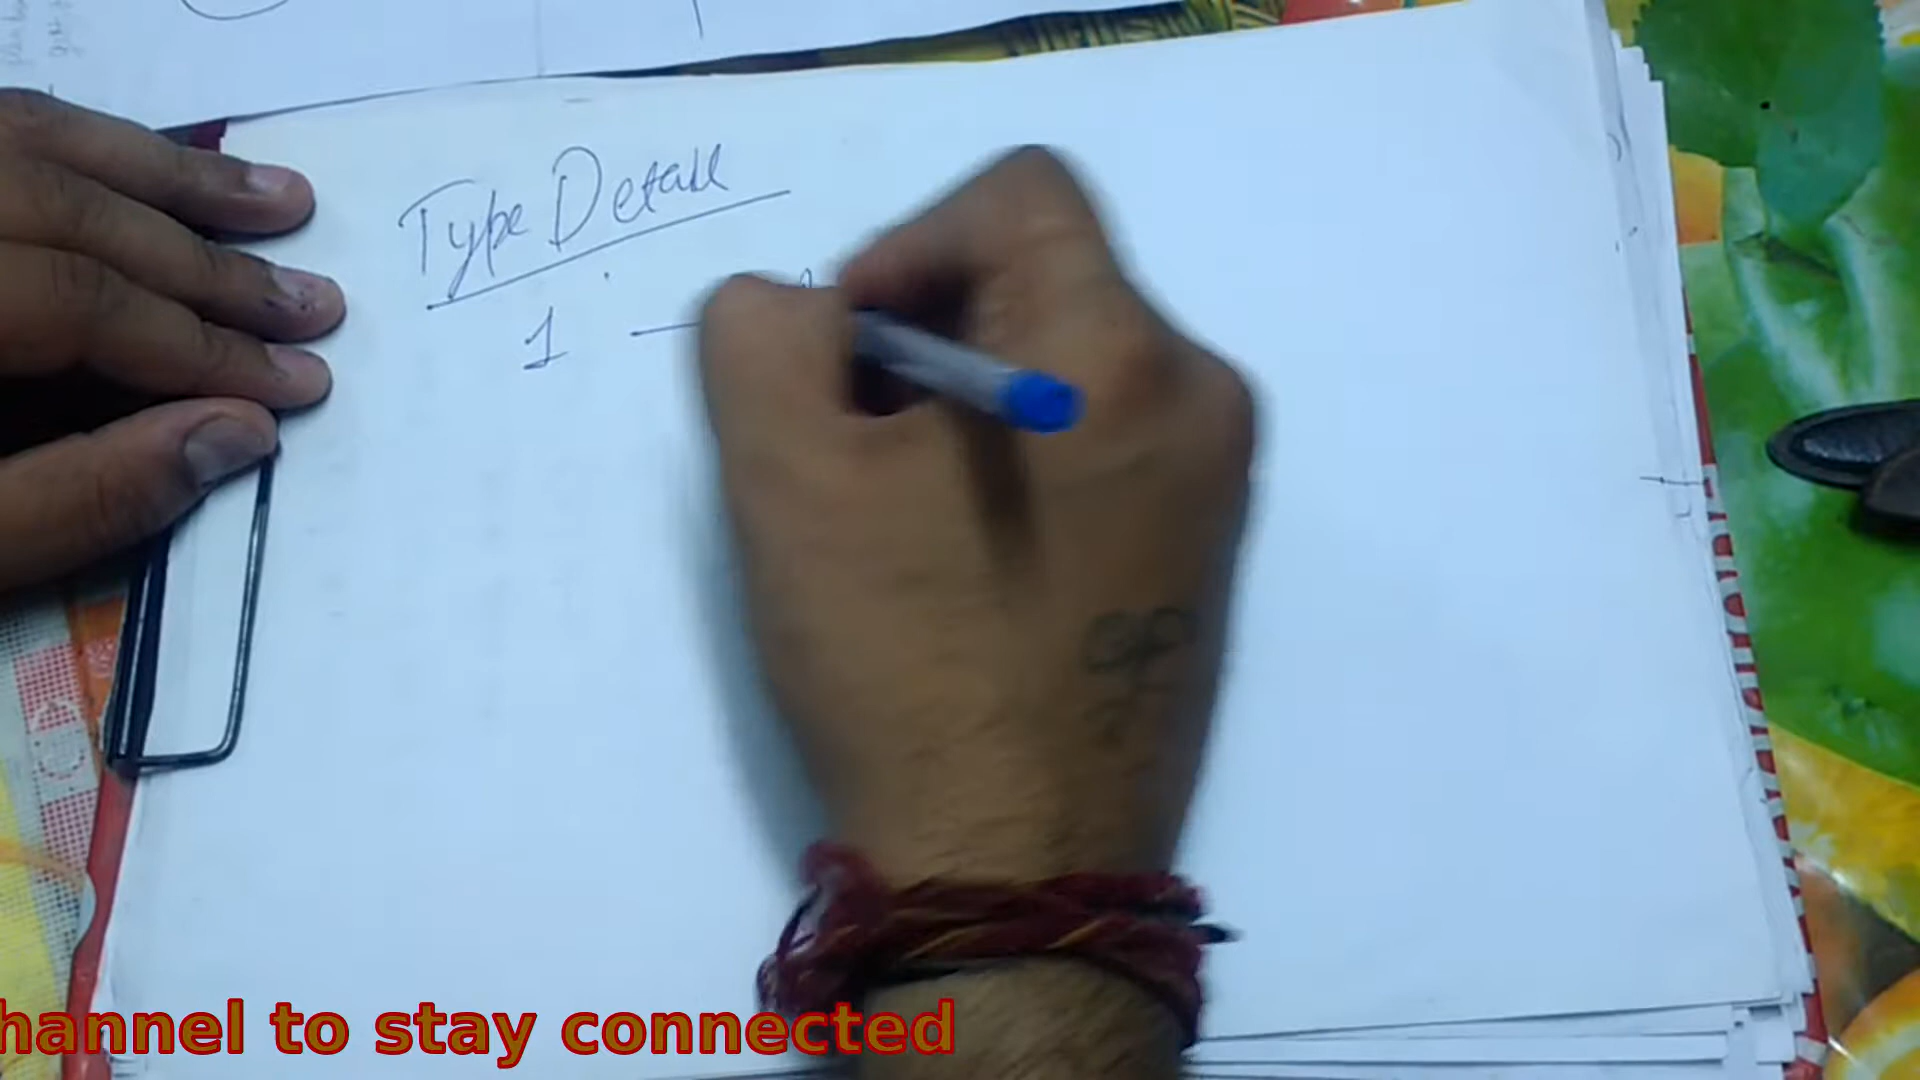 Type Detail
1 —
hannel to stay connected